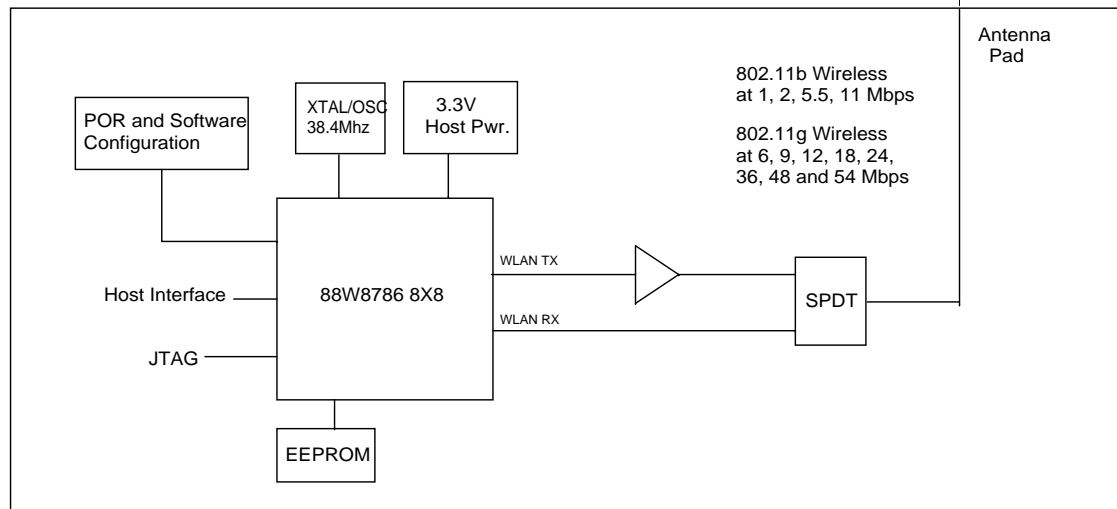 Antenna
Pad
802.11b Wireless
at 1, 2, 5.5, 11 Mbps
802.11g Wireless
at 6, 9, 12, 18, 24,
36, 48 and 54 Mbps
POR and Software
Configuration
XTAL/OSC
38.4Mhz
3.3V
Host Pwr.
WLAN TX
Host Interface
88W8786 8X8
SPDT
WLAN RX
JTAG
EEPROM